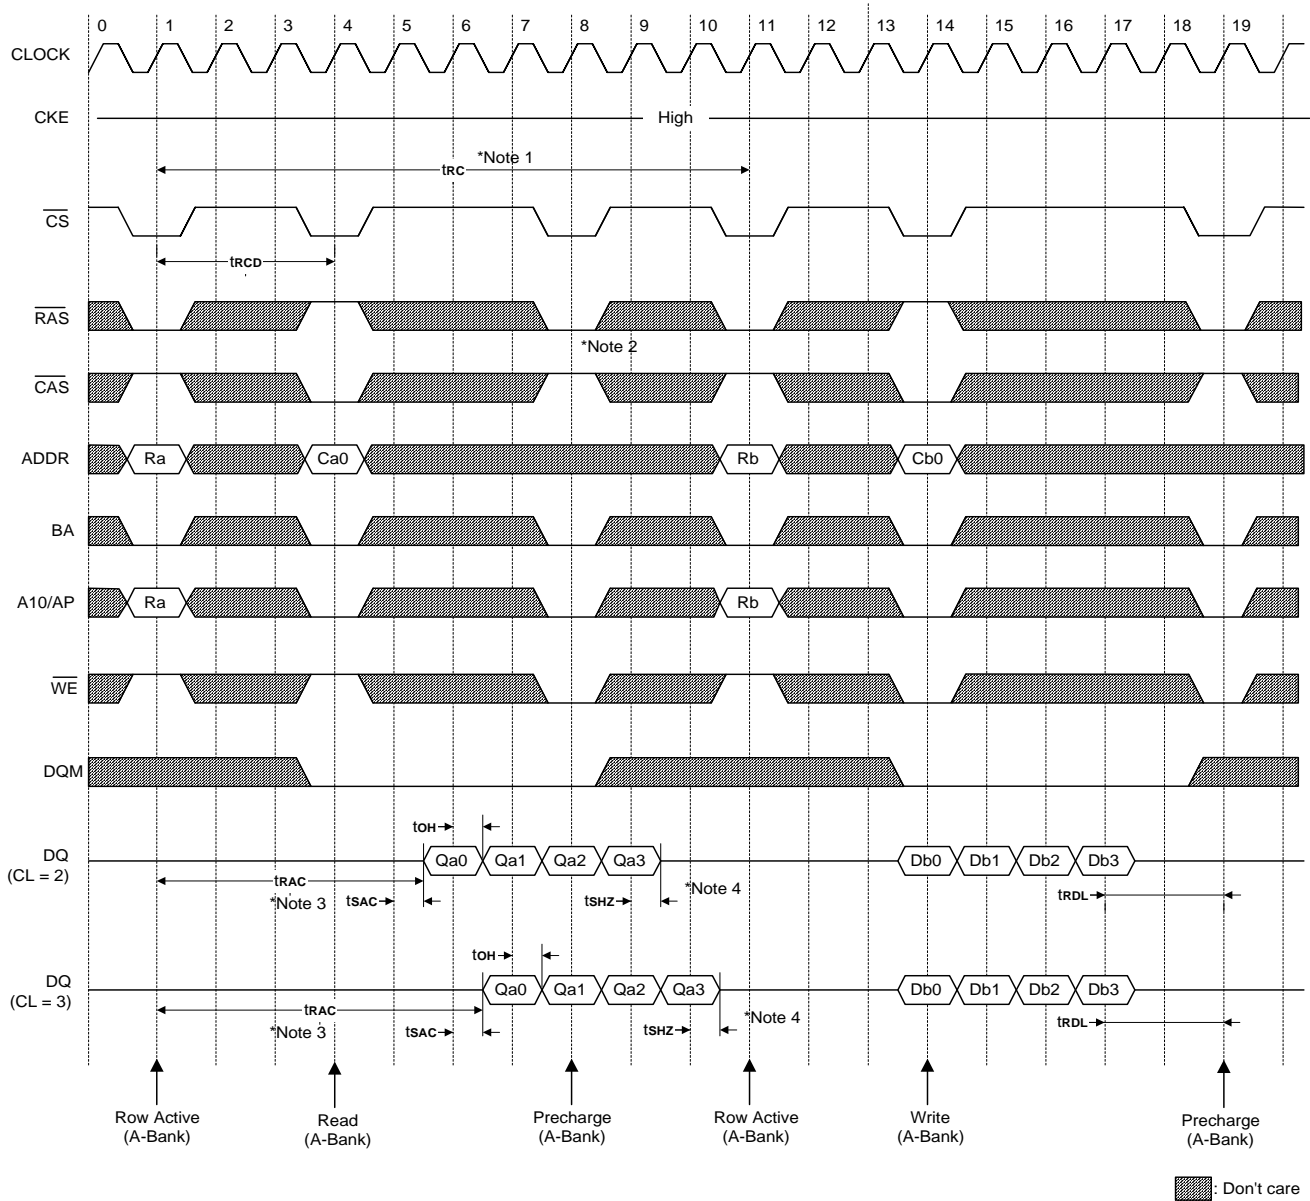 0 1 2 3 4 5 6 7 8 9 10 11 12 13 14 15 16 17 18 19
CLOCK
CKE High
*Note 1
tRC
CS
tRCD
RAS
*Note 2
CAS
ADDR Ra Ca0 Rb Cb0
BA
A10/AP Ra Rb
WE
DQM
tOH
DQ
(CL = 2)
Qa0 Qa1 Qa2 Qa3 Db0 Db1 Db2 Db3
tRAC
*Note 3
tSAC
tSHZ
*Note 4
tRDL
tOH
DQ
(CL = 3)
Qa0 Qa1 Qa2 Qa3 Db0 Db1 Db2 Db3
tRAC
*Note 3
tSAC
tSHZ
*Note 4
tRDL
Row Active
(A-Bank)
Read
(A-Bank)
Precharge
(A-Bank)
Row Active
(A-Bank)
Write
(A-Bank)
Precharge
(A-Bank)
: Don't care